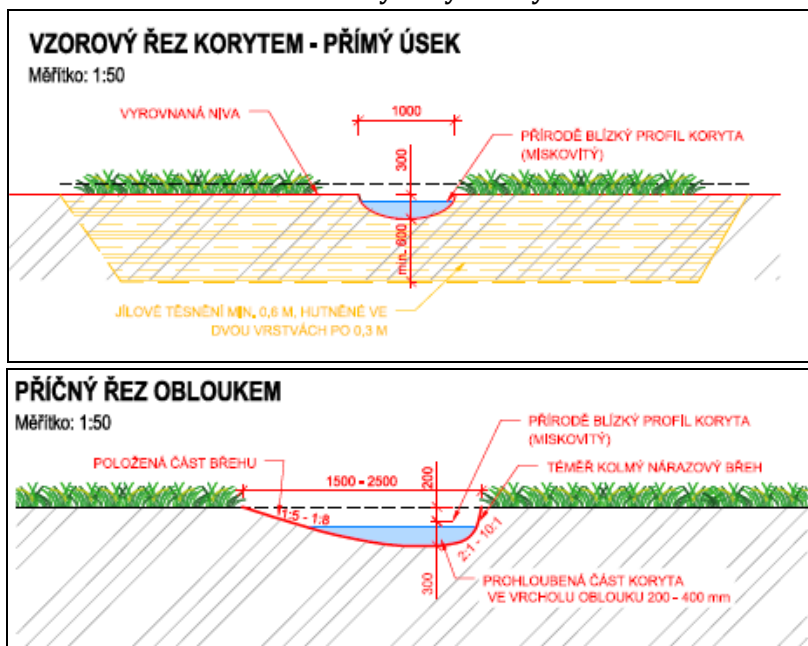 VZOROVÝ ŘEZ KORYTEM - PŘÍMÝ ÚSEK
Měřítko: 1:50
1000
VYROVNANÁ NIVA
PŘÍRODĚ BLÍZKÝ PROFIL KORYTA
(MISKOVITÝ)
300
min. 600
JÍLOVÉ TĚSNĚNÍ MIN. 0,6 M, HUTNĚNÉ VE
DVOU VRSTVÁCH PO 0,3 M
PŘÍČNÝ ŘEZ OBLOUKEM
Měřítko: 1:50
PŘÍRODĚ BLÍZKÝ PROFIL KORYTA
(MISKOVITÝ)
POLOŽENÁ ČÁST BŘEHU
TÉMĚŘ KOLMÝ NÁRAZOVÝ BŘEH
1500 - 2500
200
1:5 - 1:8
2:1 - 10:1
300
PROHLOUBENÁ ČÁST KORYTA
VE VRCHOLU OBLOUKU 200 - 400 mm